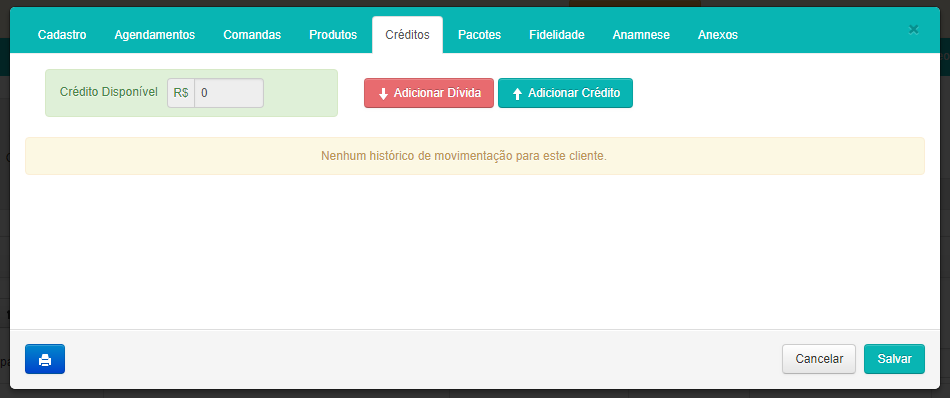 Cadastro Agendamentos Comandas Produtos Créditos Pacotes Fidelidade Anamnese Anexos ×
Crédito Disponível R$ 0 Adicionar Dívida Adicionar Crédito
Nenhum histórico de movimentação para este cliente.
Cancelar Salvar